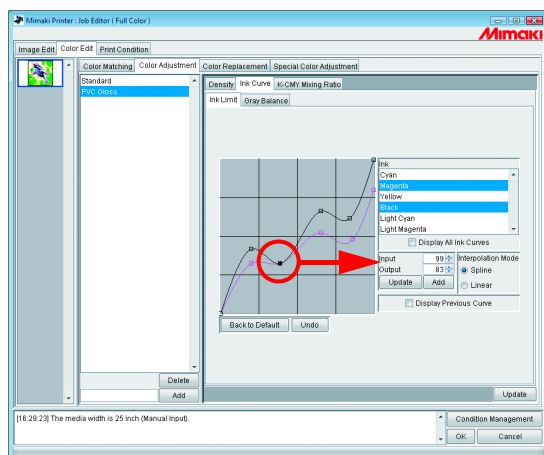 Mimaki Printer : Job Editor ( Full Color )
Mimaki
Image Edit Color Edit Print Condition
Color Matching Color Adjustment Color Replacement Special Color Adjustment
Standard
PVC Gloss
Density Ink Curve K-CMY Mixing Ratio
Ink Limit Gray Balance
Ink
Cyan
Magenta
Yellow
Black
Light Cyan
Light Magenta
Display All Ink Curves
Input 99 Interpolation Mode
Output 83 Spline
Update Add Linear
Display Previous Curve
Back to Default Undo
Delete
Add
Update
[16:29:23] The media width is 25 inch (Manual Input).
Condition Management
OK Cancel